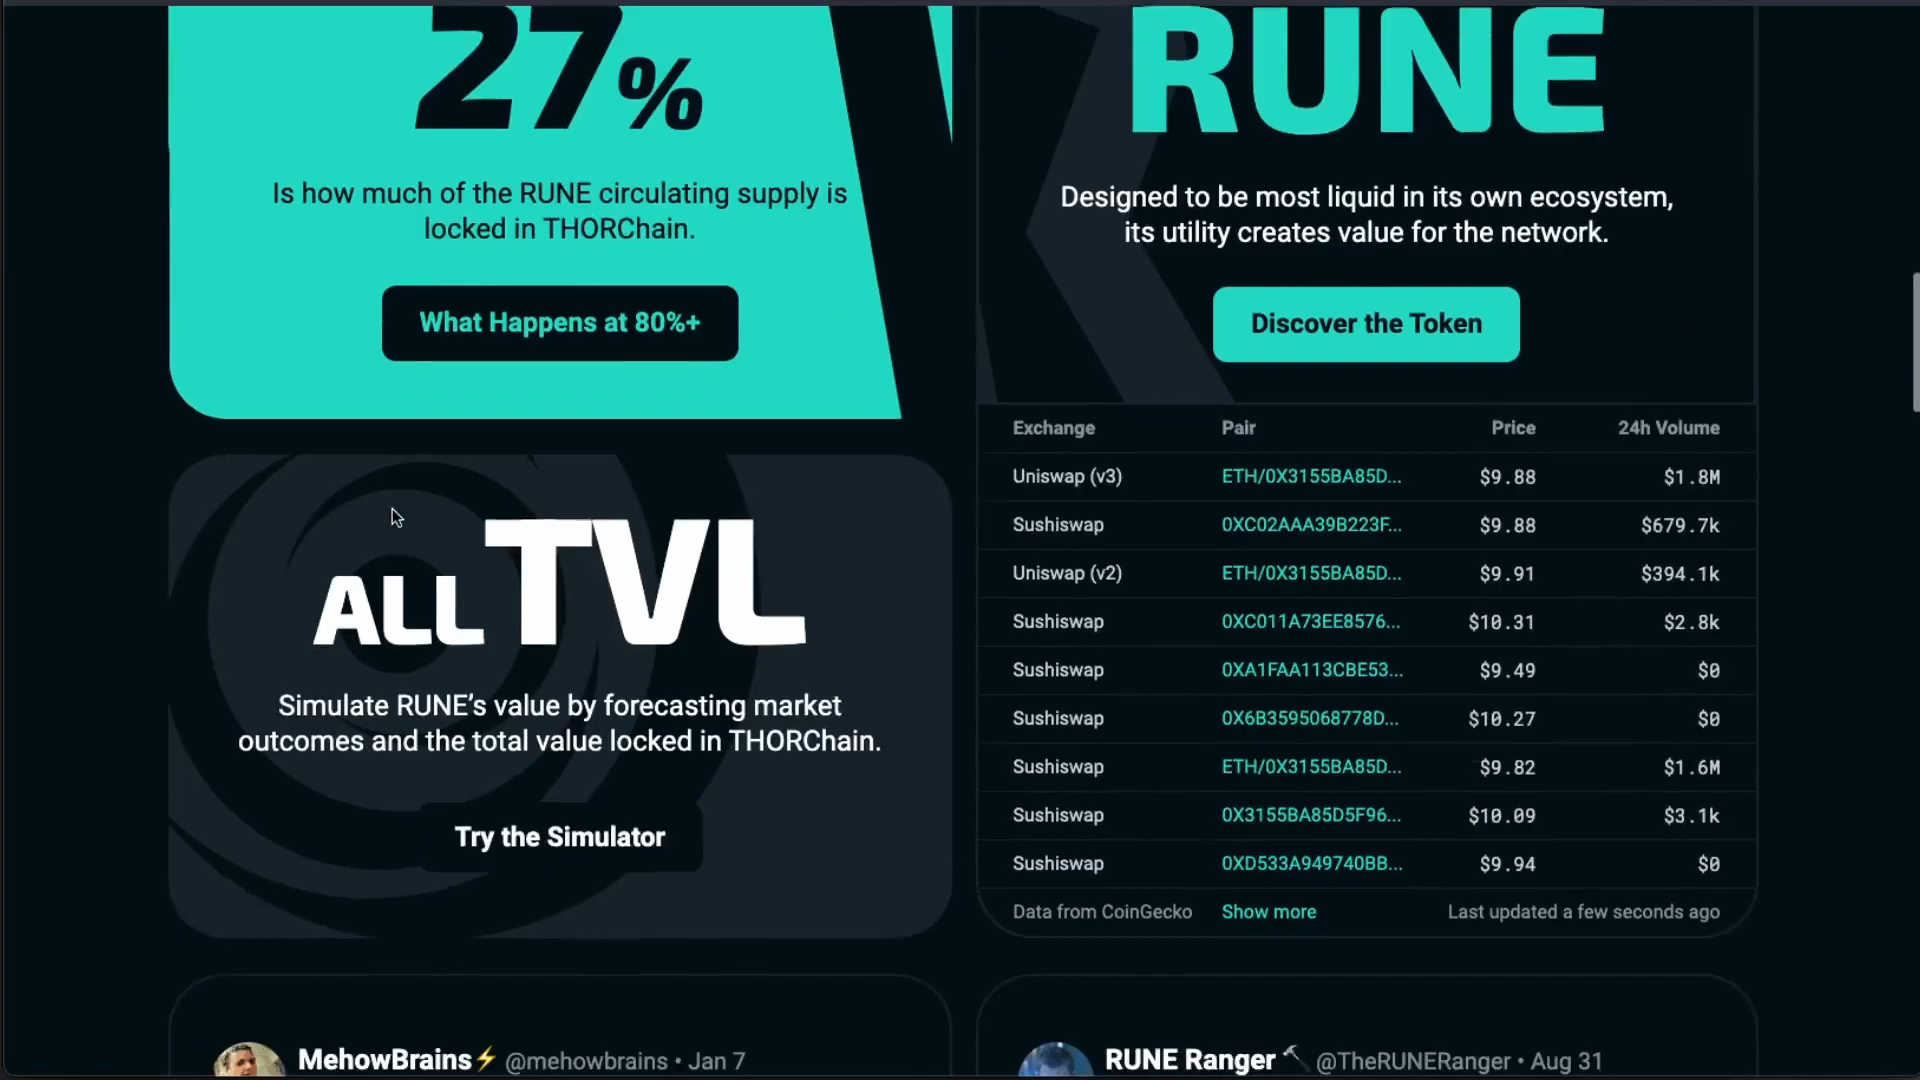 27%
Is how much of the RUNE circulating supply is
locked in THORChain.
What Happens at 80%+
ALL TVL
Simulate RUNE’s value by forecasting market
outcomes and the total value locked in THORChain.
Try the Simulator
RUNE
Designed to be most liquid in its own ecosystem,
its utility creates value for the network.
Discover the Token
Exchange Pair Price 24h Volume
Uniswap (v3) ETH/0X3155BA85D... $9.88 $1.8M
Sushiswap 0XC02AAA39B223F... $9.88 $679.7k
Uniswap (v2) ETH/0X3155BA85D... $9.91 $394.1k
Sushiswap 0XC011A73EE8576... $10.31 $2.8k
Sushiswap 0XA1FAA113CBE53... $9.49 $0
Sushiswap 0X6B3595068778D... $10.27 $0
Sushiswap ETH/0X3155BA85D... $9.82 $1.6M
Sushiswap 0X3155BA85D5F96... $10.09 $3.1k
Sushiswap 0XD533A949740BB... $9.94 $0
Data from CoinGecko Show more Last updated a few seconds ago
MehowBrains⚡ @mehowbrains • Jan 7
RUNE Ranger @TheRUNERanger • Aug 31